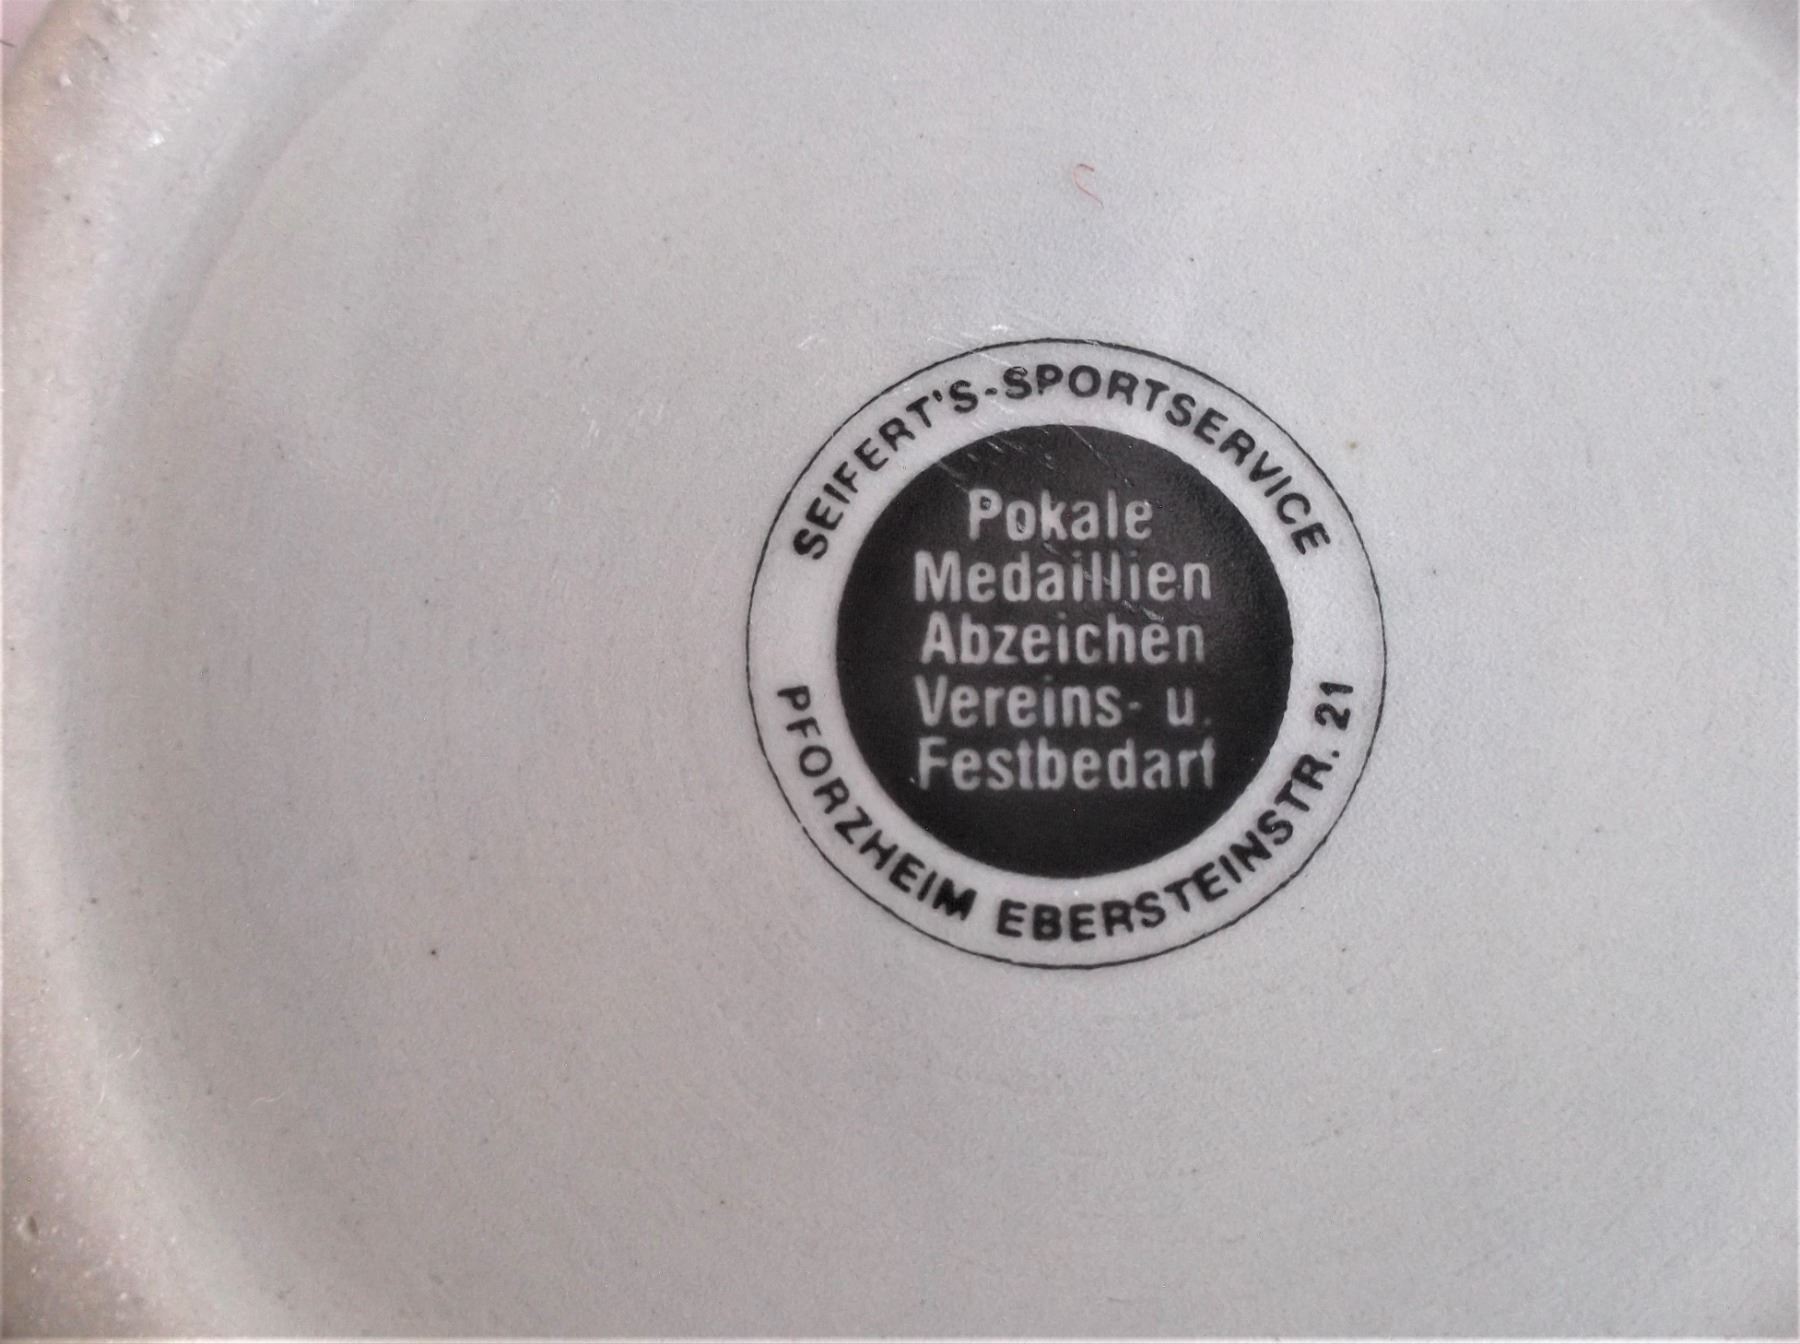 SEIFERT'S-SPORTSERVICE
Pokale
Medaillien
Abzeichen
Vereins- u.
Festbedarf
PFORZHEIM EBERSTEINSTR. 21